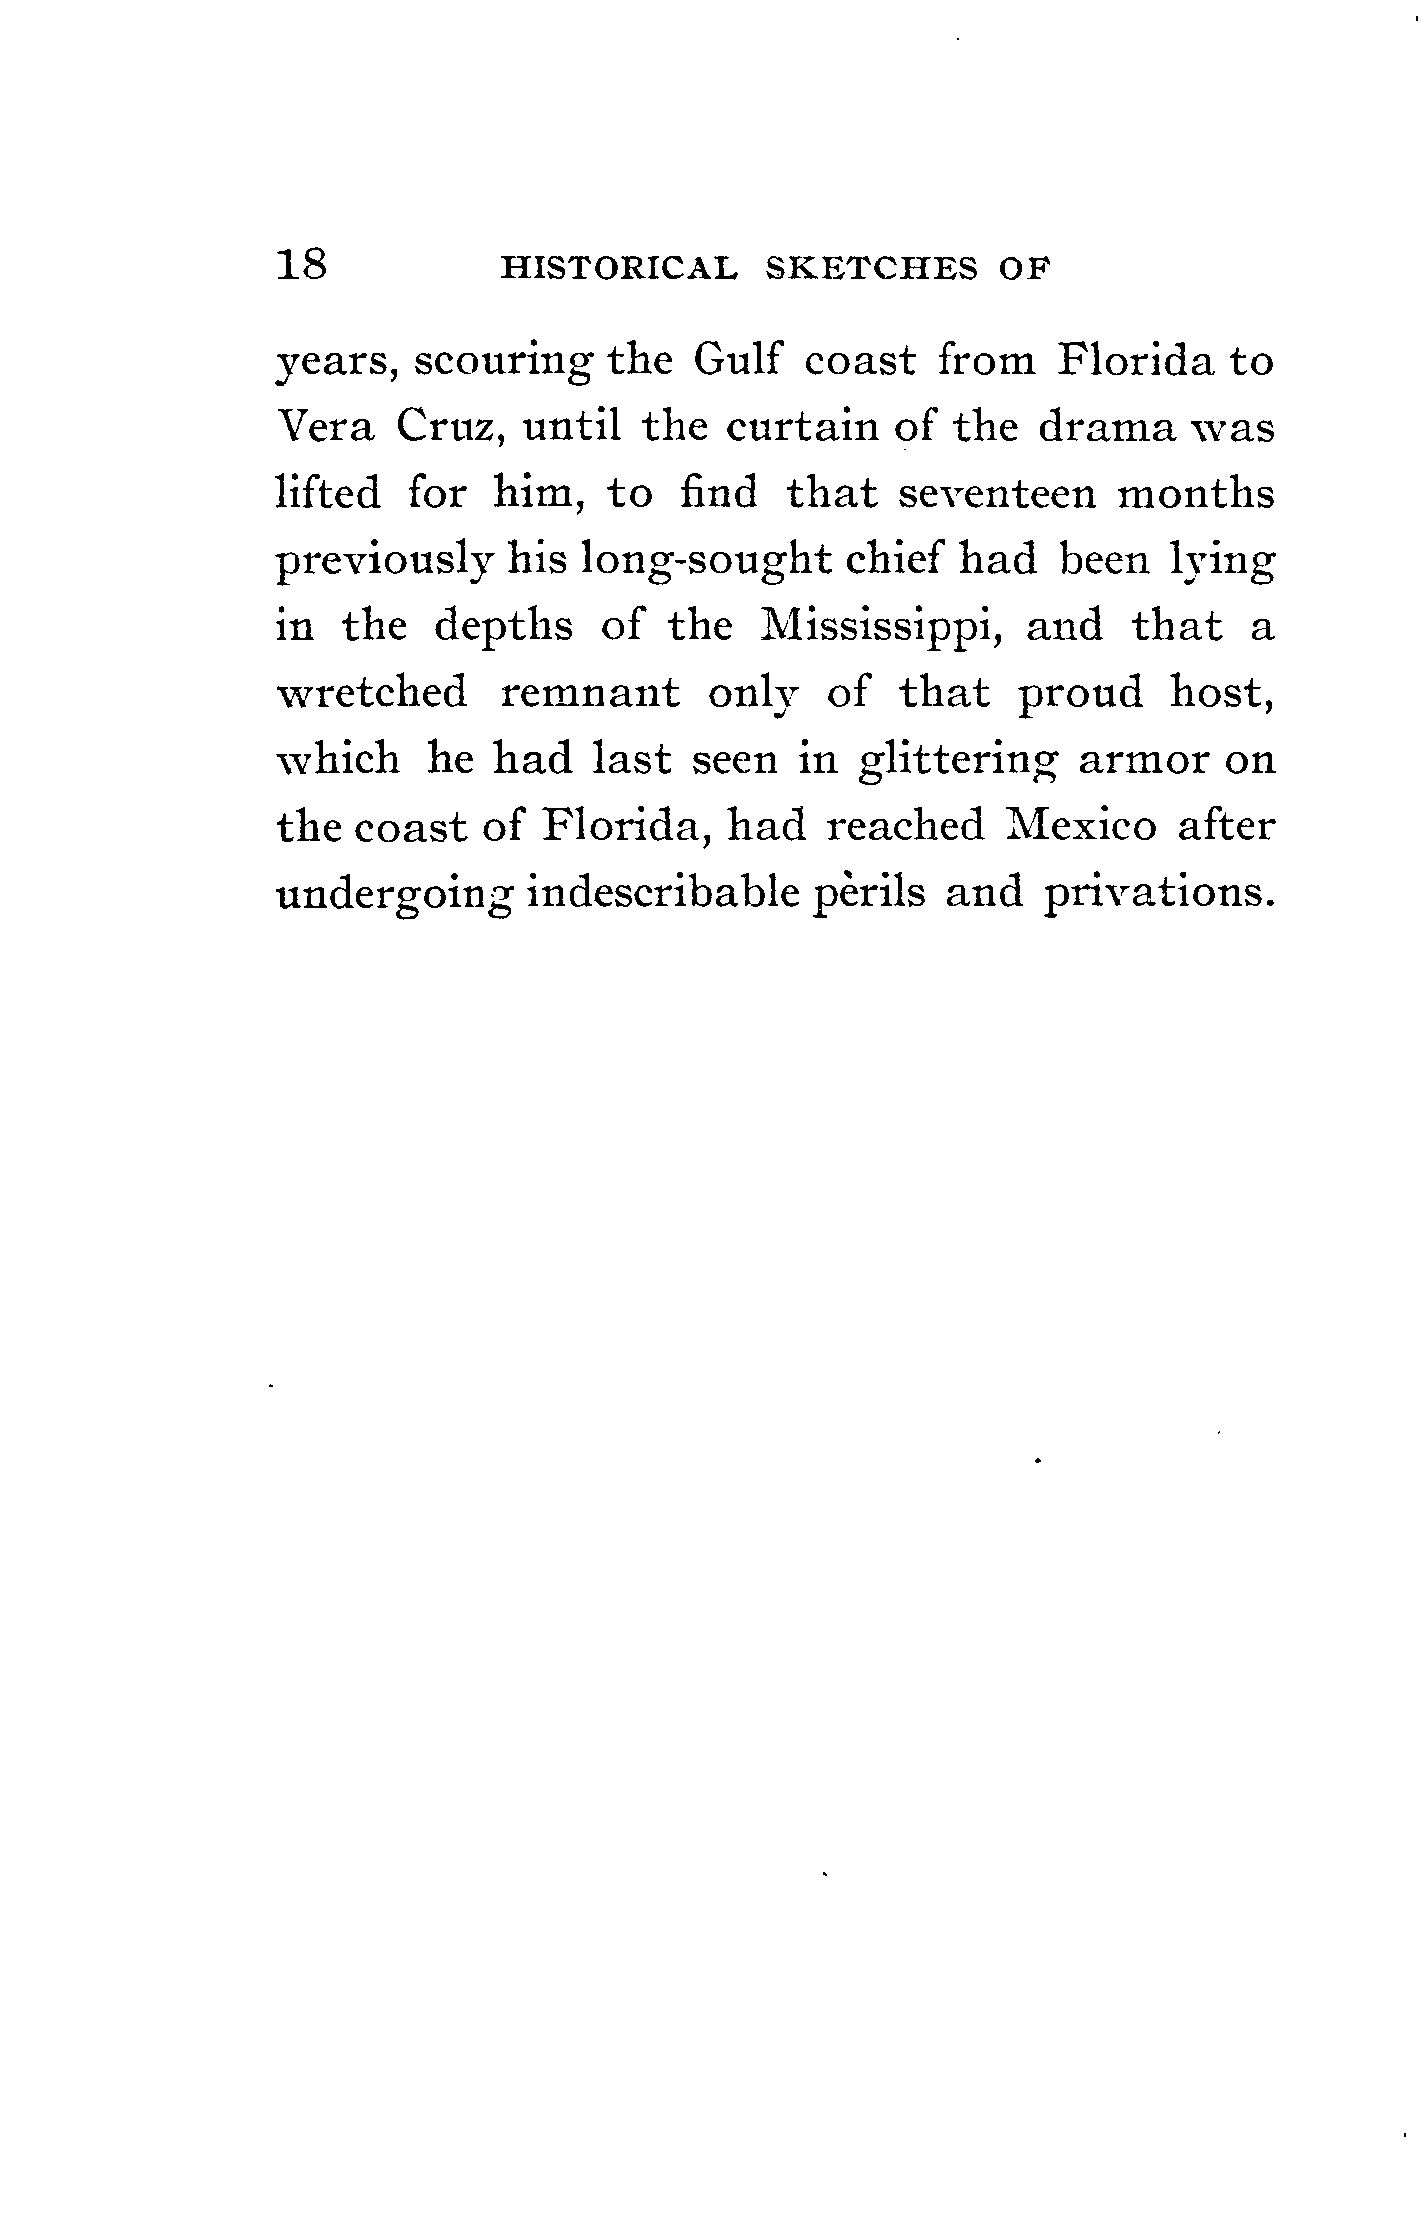 18 HISTORICAL SKETCHES OF
years, scouring the Gulf coast from Florida to
Vera Cruz, until the curtain of the drama was
lifted for him, to find that seventeen months
previously his long-sought chief had been lying
in the depths of the Mississippi, and that a
wretched remnant only of that proud host,
which he had last seen in glittering armor on
the coast of Florida, had reached Mexico after
undergoing indescribable perils and privations.